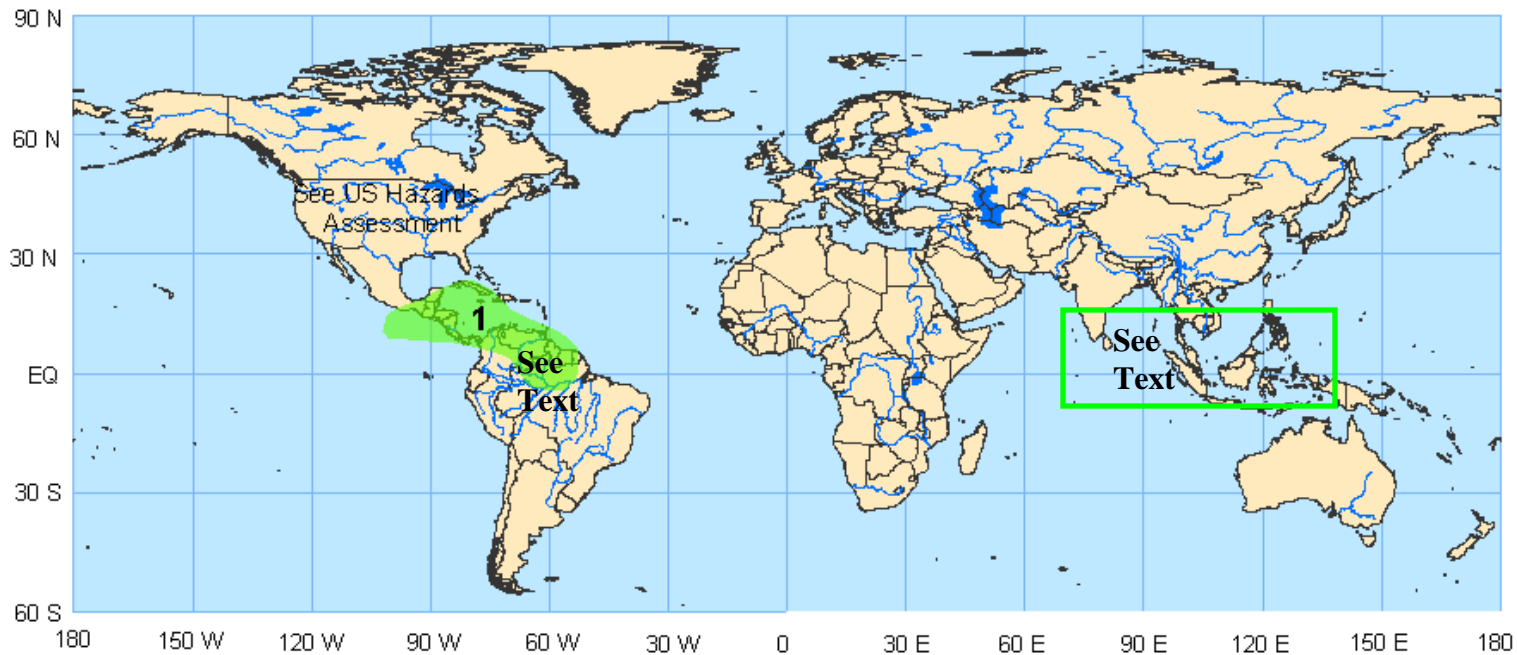 90 N
60 N
30 N
EQ
30 S
60 S
See US Hazards
Assessment
1
See
Text
See
Text
180
150 W
120 W
90 W
60 W
30 W
0
30 E
60 E
90 E
120 E
150 E
180